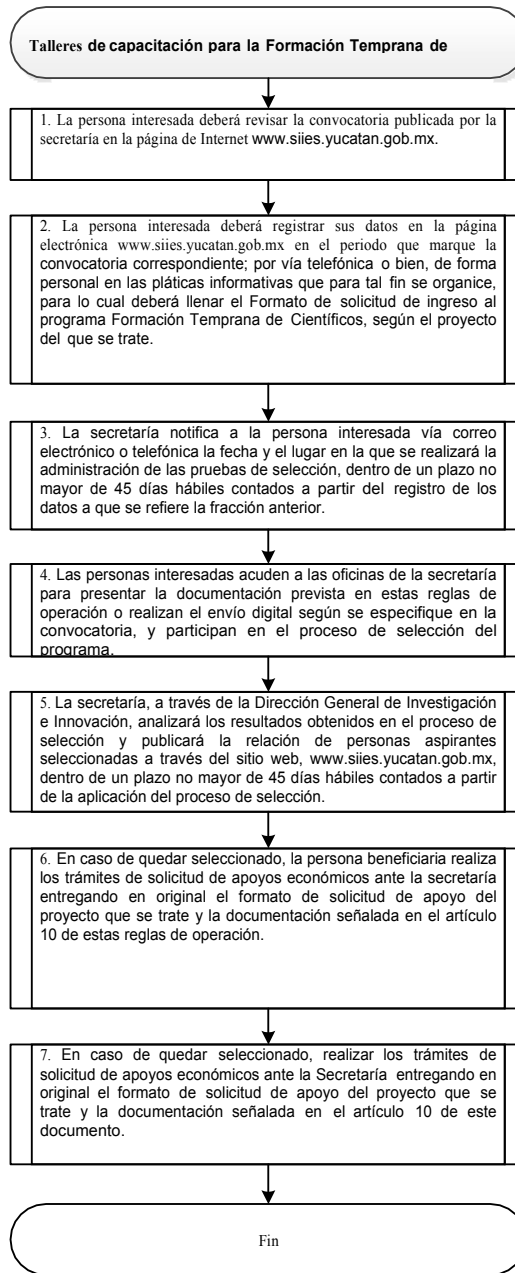 Talleres de capacitación para la Formación Temprana de
1. La persona interesada deberá revisar la convocatoria publicada por la
secretaría en la página de Internet www.siies.yucatan.gob.mx.
2. La persona interesada deberá registrar sus datos en la página
electrónica www.siies.yucatan.gob.mx en el periodo que marque la
convocatoria correspondiente; por vía telefónica o bien, de forma
personal en las pláticas informativas que para tal fin se organice,
para lo cual deberá llenar el Formato de solicitud de ingreso al
programa Formación Temprana de Científicos, según el proyecto
del que se trate.
3. La secretaría notifica a la persona interesada vía correo
electrónico o telefónica la fecha y el lugar en la que se realizará la
administración de las pruebas de selección, dentro de un plazo no
mayor de 45 días hábiles contados a partir del registro de los
datos a que se refiere la fracción anterior.
4. Las personas interesadas acuden a las oficinas de la secretaría
para presentar la documentación prevista en estas reglas de
operación o realizan el envío digital según se especifique en la
convocatoria, y participan en el proceso de selección del
programa.
5. La secretaría, a través de la Dirección General de Investigación
e Innovación, analizará los resultados obtenidos en el proceso de
selección y publicará la relación de personas aspirantes
seleccionadas a través del sitio web, www.siies.yucatan.gob.mx,
dentro de un plazo no mayor de 45 días hábiles contados a partir
de la aplicación del proceso de selección.
6. En caso de quedar seleccionado, la persona beneficiaria realiza
los trámites de solicitud de apoyos económicos ante la secretaría
entregando en original el formato de solicitud de apoyo del
proyecto que se trate y la documentación señalada en el artículo
10 de estas reglas de operación.
7. En caso de quedar seleccionado, realizar los trámites de
solicitud de apoyos económicos ante la Secretaría entregando en
original el formato de solicitud de apoyo del proyecto que se
trate y la documentación señalada en el artículo 10 de este
documento.
Fin